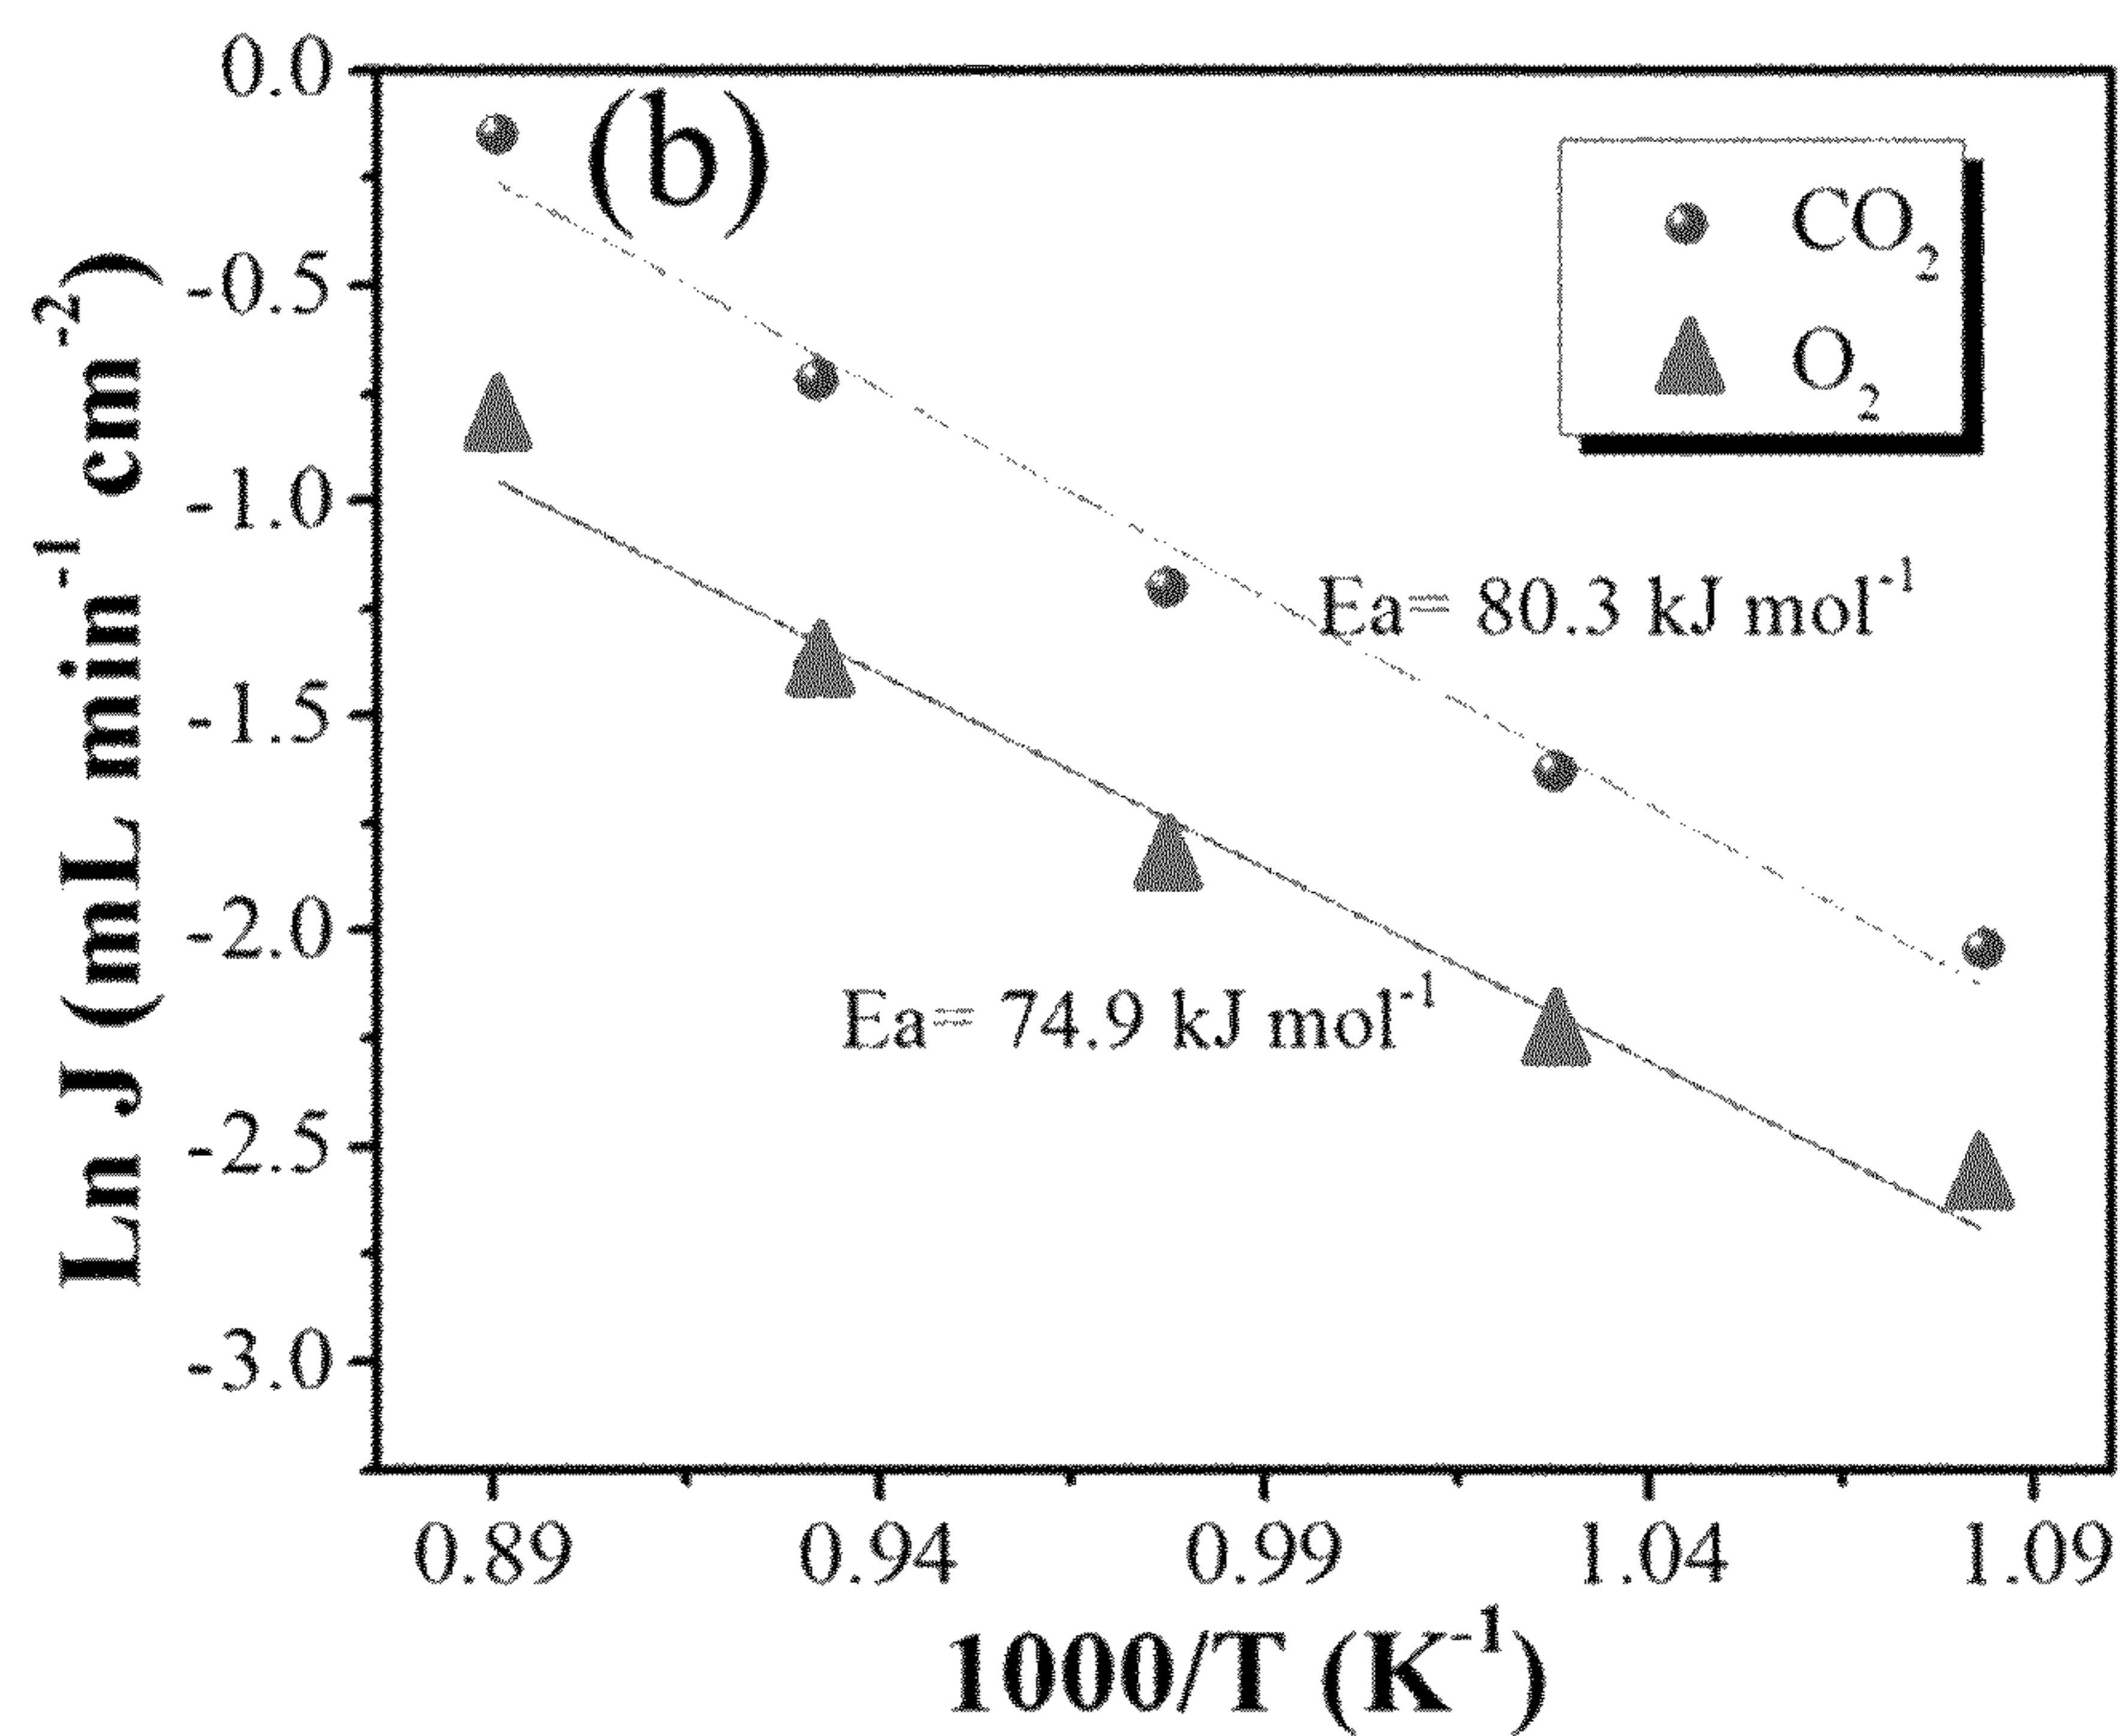 (b)
CO₂
O₂
Ea= 80.3 kJ mol⁻¹
Ea= 74.9 kJ mol⁻¹
Ln J (mL min⁻¹ cm⁻²)
0.0
-0.5
-1.0
-1.5
-2.0
-2.5
-3.0
0.89 0.94 0.99 1.04 1.09
1000/T (K⁻¹)